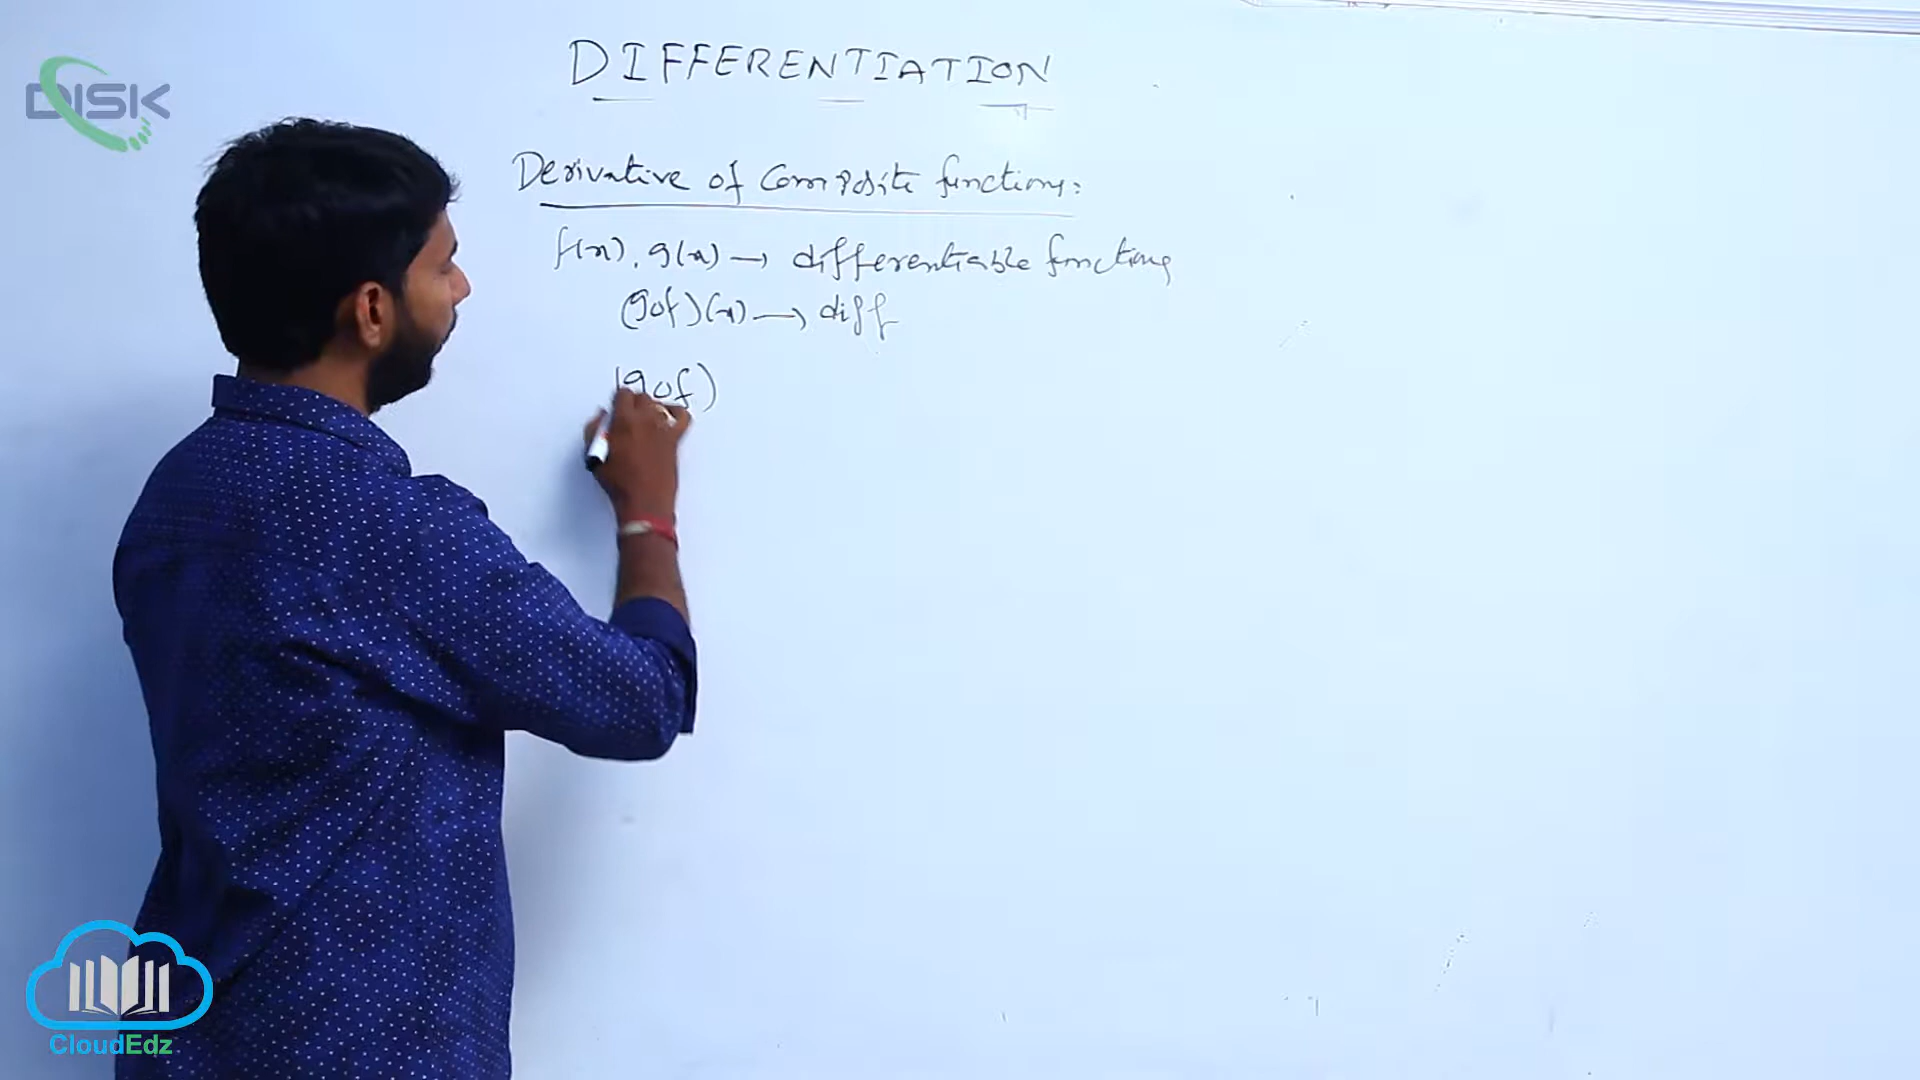 DISK
DIFFERENTIATION
Derivative of Composite functions:
f(x), g(x) → differentiable functions
(gof)(x) → diff
(gof)
CloudEdz